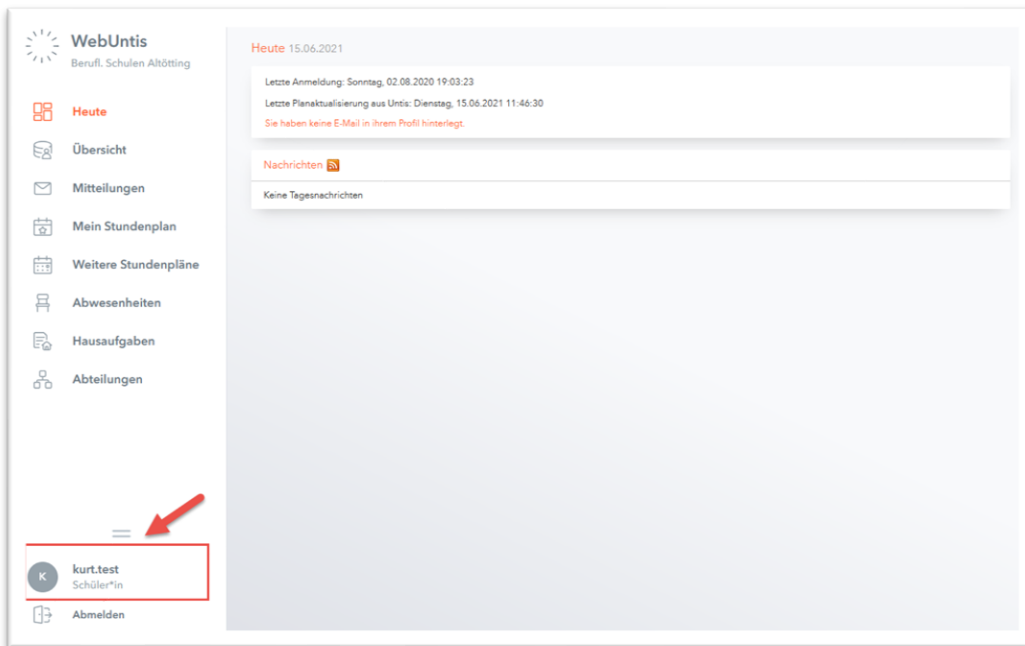 WebUntis
Berufl. Schulen Altötting
Heute
Übersicht
Mitteilungen
Mein Stundenplan
Weitere Stundenpläne
Abwesenheiten
Hausaufgaben
Abteilungen
K
kurt.test
Schüler*in
Abmelden
Heute 15.06.2021
Letzte Anmeldung: Sonntag, 02.08.2020 19:03:23
Letzte Planaktualisierung aus Untis: Dienstag, 15.06.2021 11:46:30
Sie haben keine E-Mail in ihrem Profil hinterlegt.
Nachrichten
Keine Tagesnachrichten